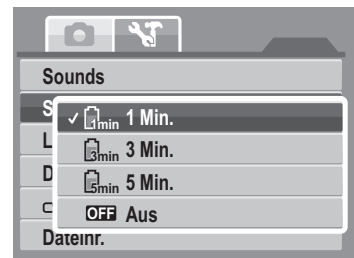 Sounds
S
1min 1 Min.
L
3min 3 Min.
D
5min 5 Min.
OFF Aus
Dateinr.